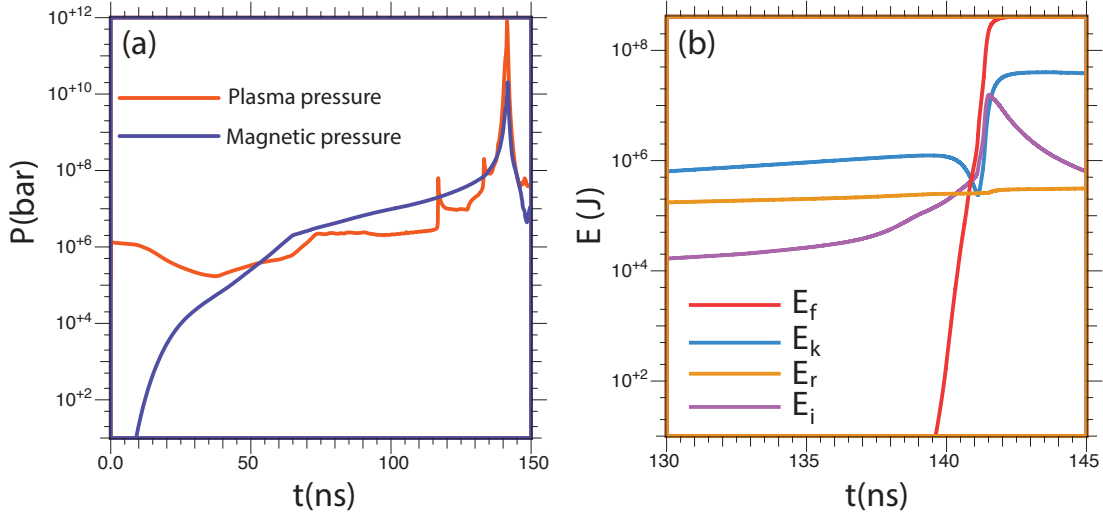 (a)
P(bar)
10+12
10+10
10+8
10+6
10+4
10+2
Plasma pressure
Magnetic pressure
0.0
50
100
150
t(ns)
(b)
E (J)
10+8
10+6
10+4
10+2
E_f
E_k
E_r
E_i
130
135
140
145
t(ns)